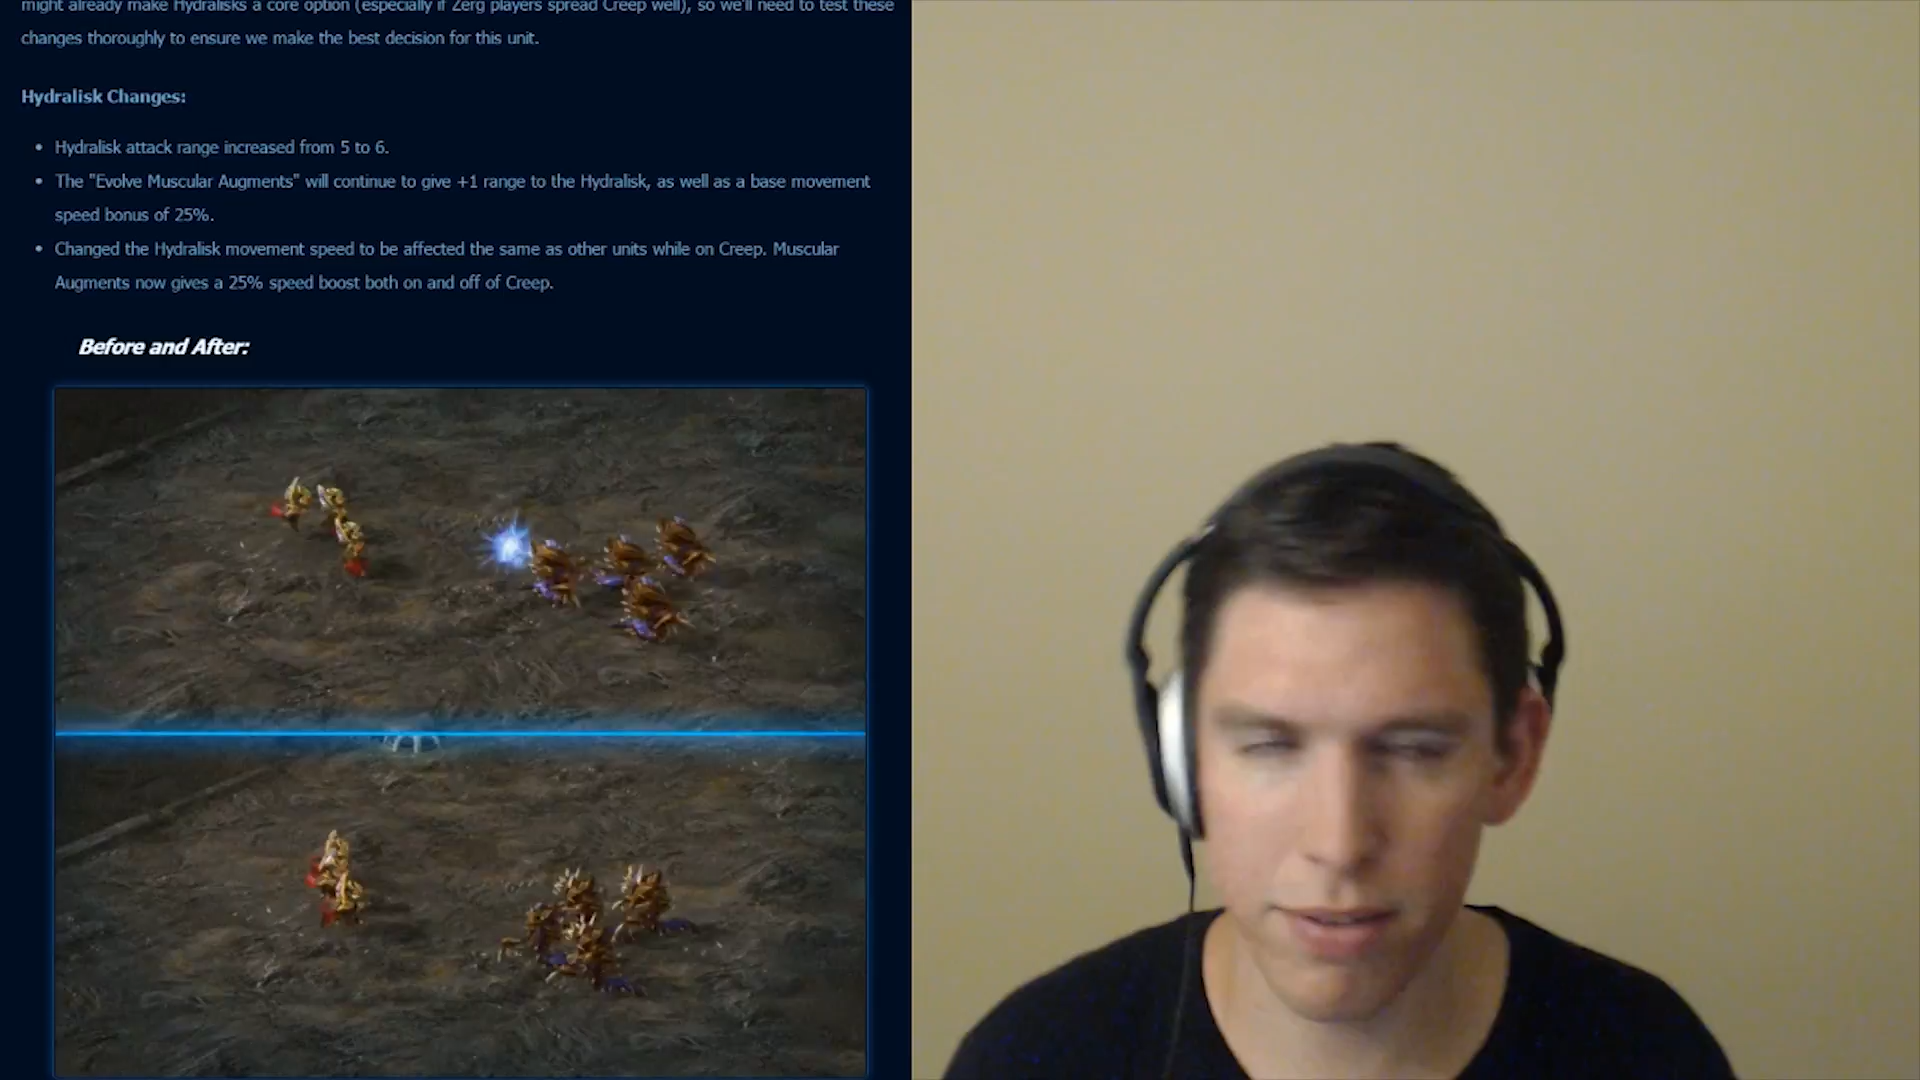 might already make Hydralisks a core option (especially if Zerg players spread Creep well), so we'll need to test these
changes thoroughly to ensure we make the best decision for this unit.
Hydralisk Changes:
Hydralisk attack range increased from 5 to 6.
The "Evolve Muscular Augments" will continue to give +1 range to the Hydralisk, as well as a base movement
speed bonus of 25%.
Changed the Hydralisk movement speed to be affected the same as other units while on Creep. Muscular
Augments now gives a 25% speed boost both on and off of Creep.
Before and After: